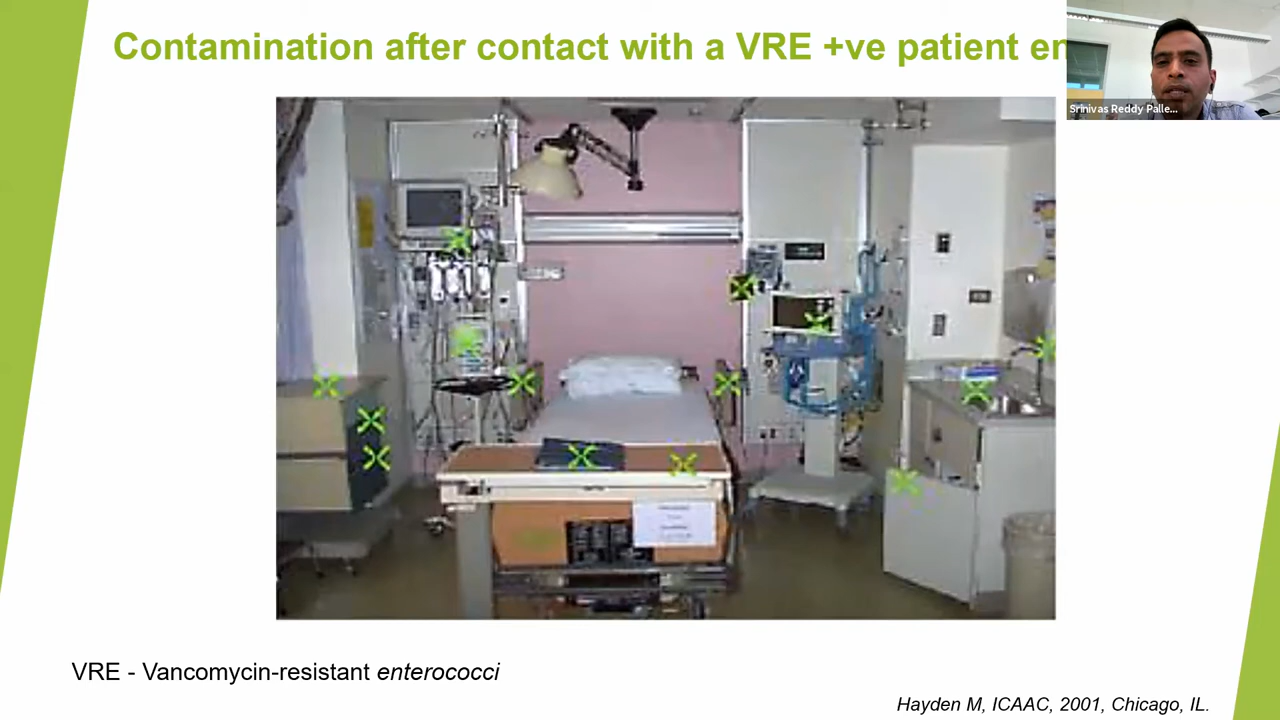 Contamination after contact with a VRE +ve patient en
Srinivas Reddy Palle...
VRE - Vancomycin-resistant enterococci
Hayden M, ICAAC, 2001, Chicago, IL.